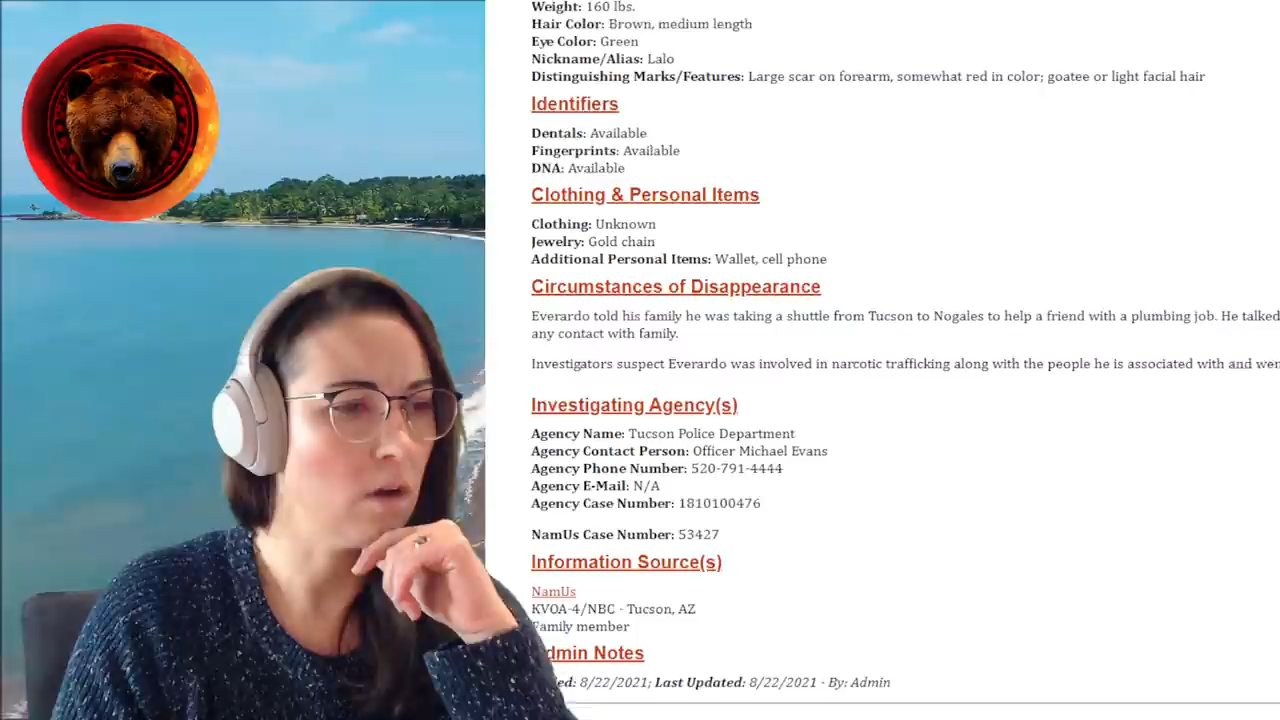 Weight: 160 lbs.
Hair Color: Brown, medium length
Eye Color: Green
Nickname/Alias: Lalo
Distinguishing Marks/Features: Large scar on forearm, somewhat red in color; goatee or light facial hair
Identifiers
Dentals: Available
Fingerprints: Available
DNA: Available
Clothing & Personal Items
Clothing: Unknown
Jewelry: Gold chain
Additional Personal Items: Wallet, cell phone
Circumstances of Disappearance
Everardo told his family he was taking a shuttle from Tucson to Nogales to help a friend with a plumbing job. He talked
any contact with family.
Investigators suspect Everardo was involved in narcotic trafficking along with the people he is associated with and wen
Investigating Agency(s)
Agency Name: Tucson Police Department
Agency Contact Person: Officer Michael Evans
Agency Phone Number: 520-791-4444
Agency E-Mail: N/A
Agency Case Number: 1810100476
NamUs Case Number: 53427
Information Source(s)
NamUs
KVOA-4/NBC - Tucson, AZ
Family member
dmin Notes
ed: 8/22/2021; Last Updated: 8/22/2021 - By: Admin